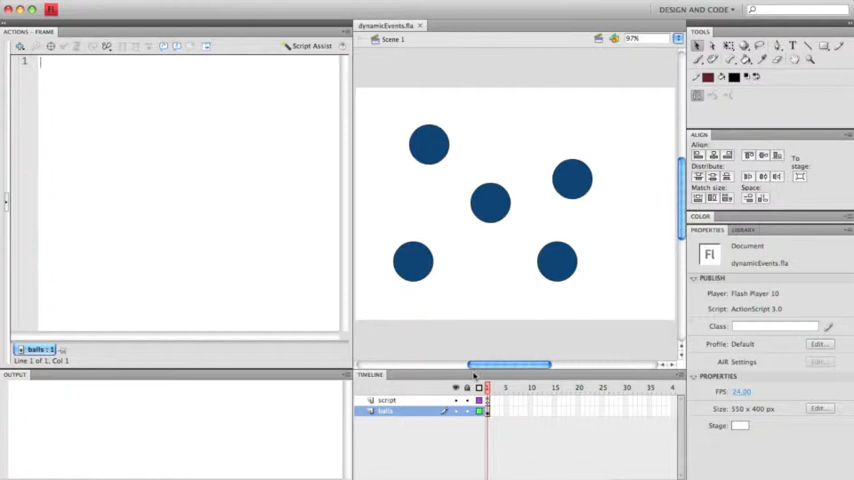 DESIGN AND CODE
ACTIONS - FRAME
Script Assist
1
balls : 1
Line 1 of 1, Col 1
OUTPUT
dynamicEvents.fla
Scene 1
97%
TIMELINE
1 5 10 15 20 25 30 35 4
script
balls
TOOLS
ALIGN
Align:
To
stage:
Distribute:
Match size: Space:
COLOR
PROPERTIES LIBRARY
Fl
Document
dynamicEvents.fla
PUBLISH
Player: Flash Player 10
Script: ActionScript 3.0
Class:
Profile: Default Edit...
AIR Settings Edit...
PROPERTIES
FPS: 24.00
Size: 550 x 400 px Edit...
Stage: